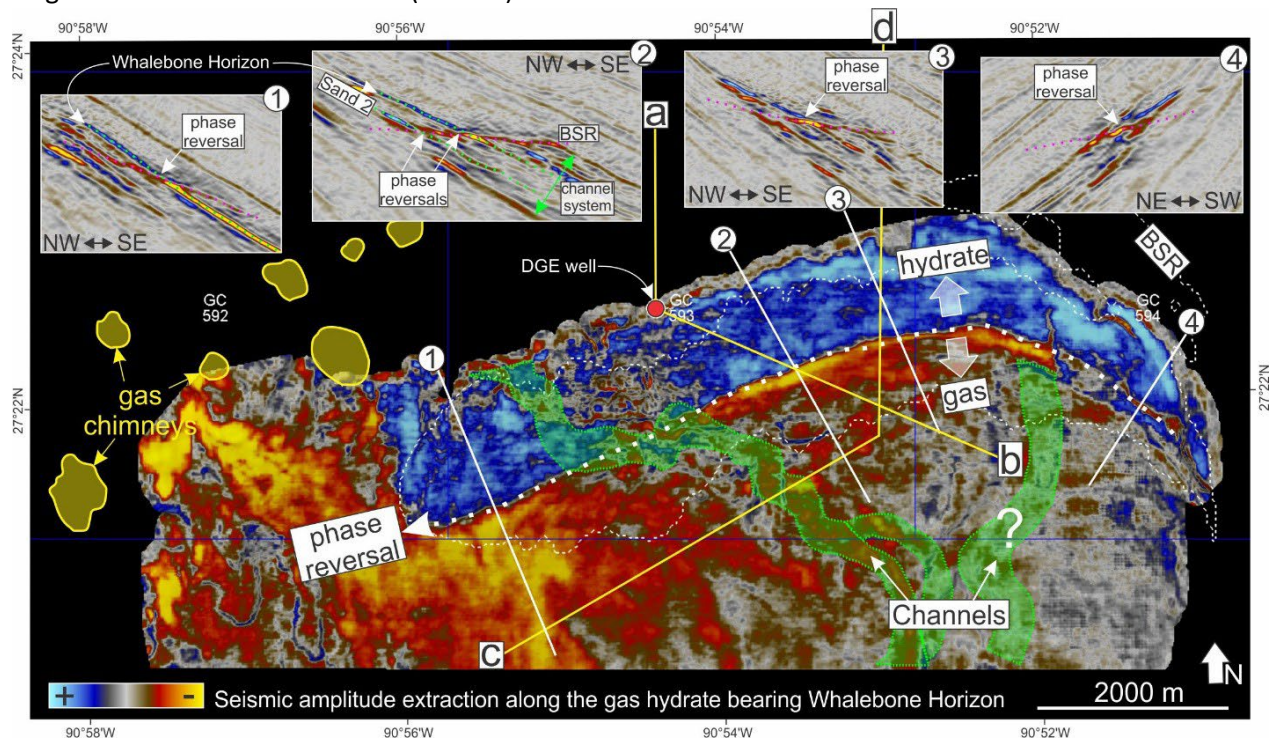 90°58'W
90°56'W
90°54'W
90°52'W
27°24'N
27°22'N
27°22'N
Whalebone Horizon
1
phase
reversal
NW ↔ SE
2
NW ↔ SE
Sand 2
BSR
phase
reversals
channel
system
3
phase
reversal
NW ↔ SE
4
phase
reversal
NE ↔ SW
a
d
DGE well
GC
592
GC
593
GC
594
hydrate
gas
BSR
gas
chimneys
1
2
3
4
b
c
phase
reversal
?
Channels
+ -
Seismic amplitude extraction along the gas hydrate bearing Whalebone Horizon
2000 m
N
90°58'W
90°56'W
90°54'W
90°52'W